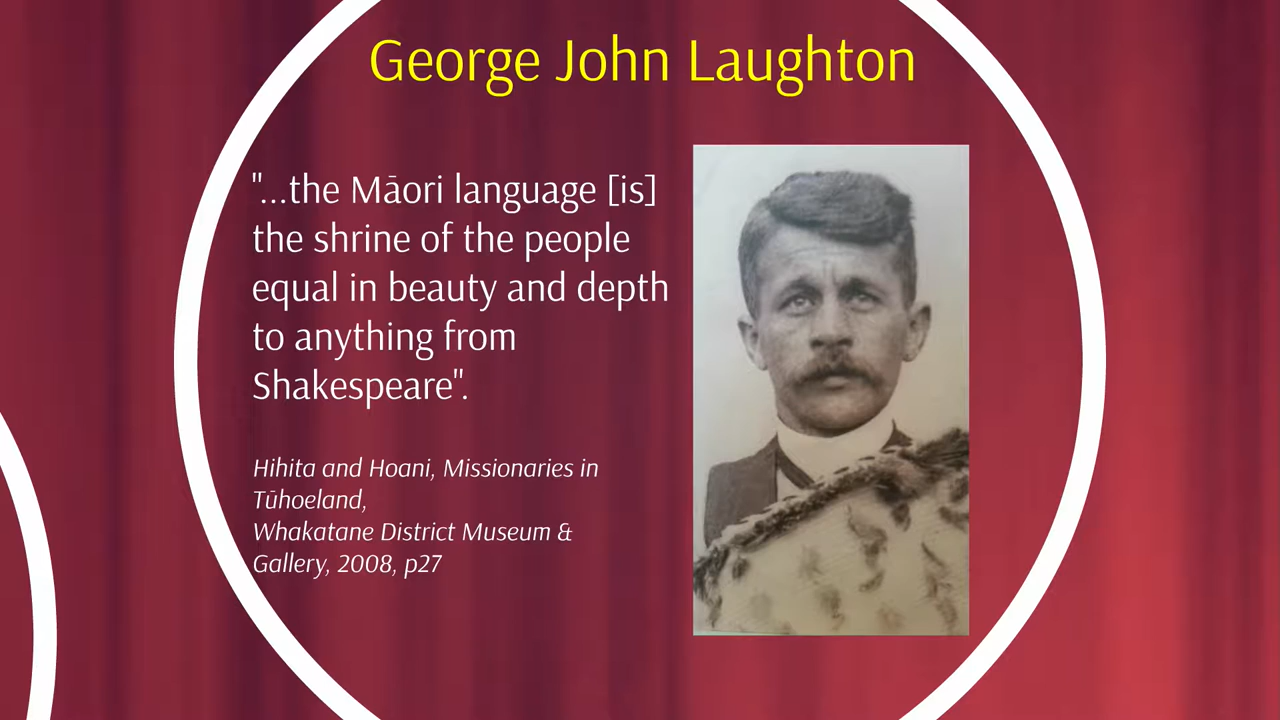 George John Laughton
"...the Māori language [is]
the shrine of the people
equal in beauty and depth
to anything from
Shakespeare".
Hihita and Hoani, Missionaries in
Tūhoeland,
Whakatane District Museum &
Gallery, 2008, p27